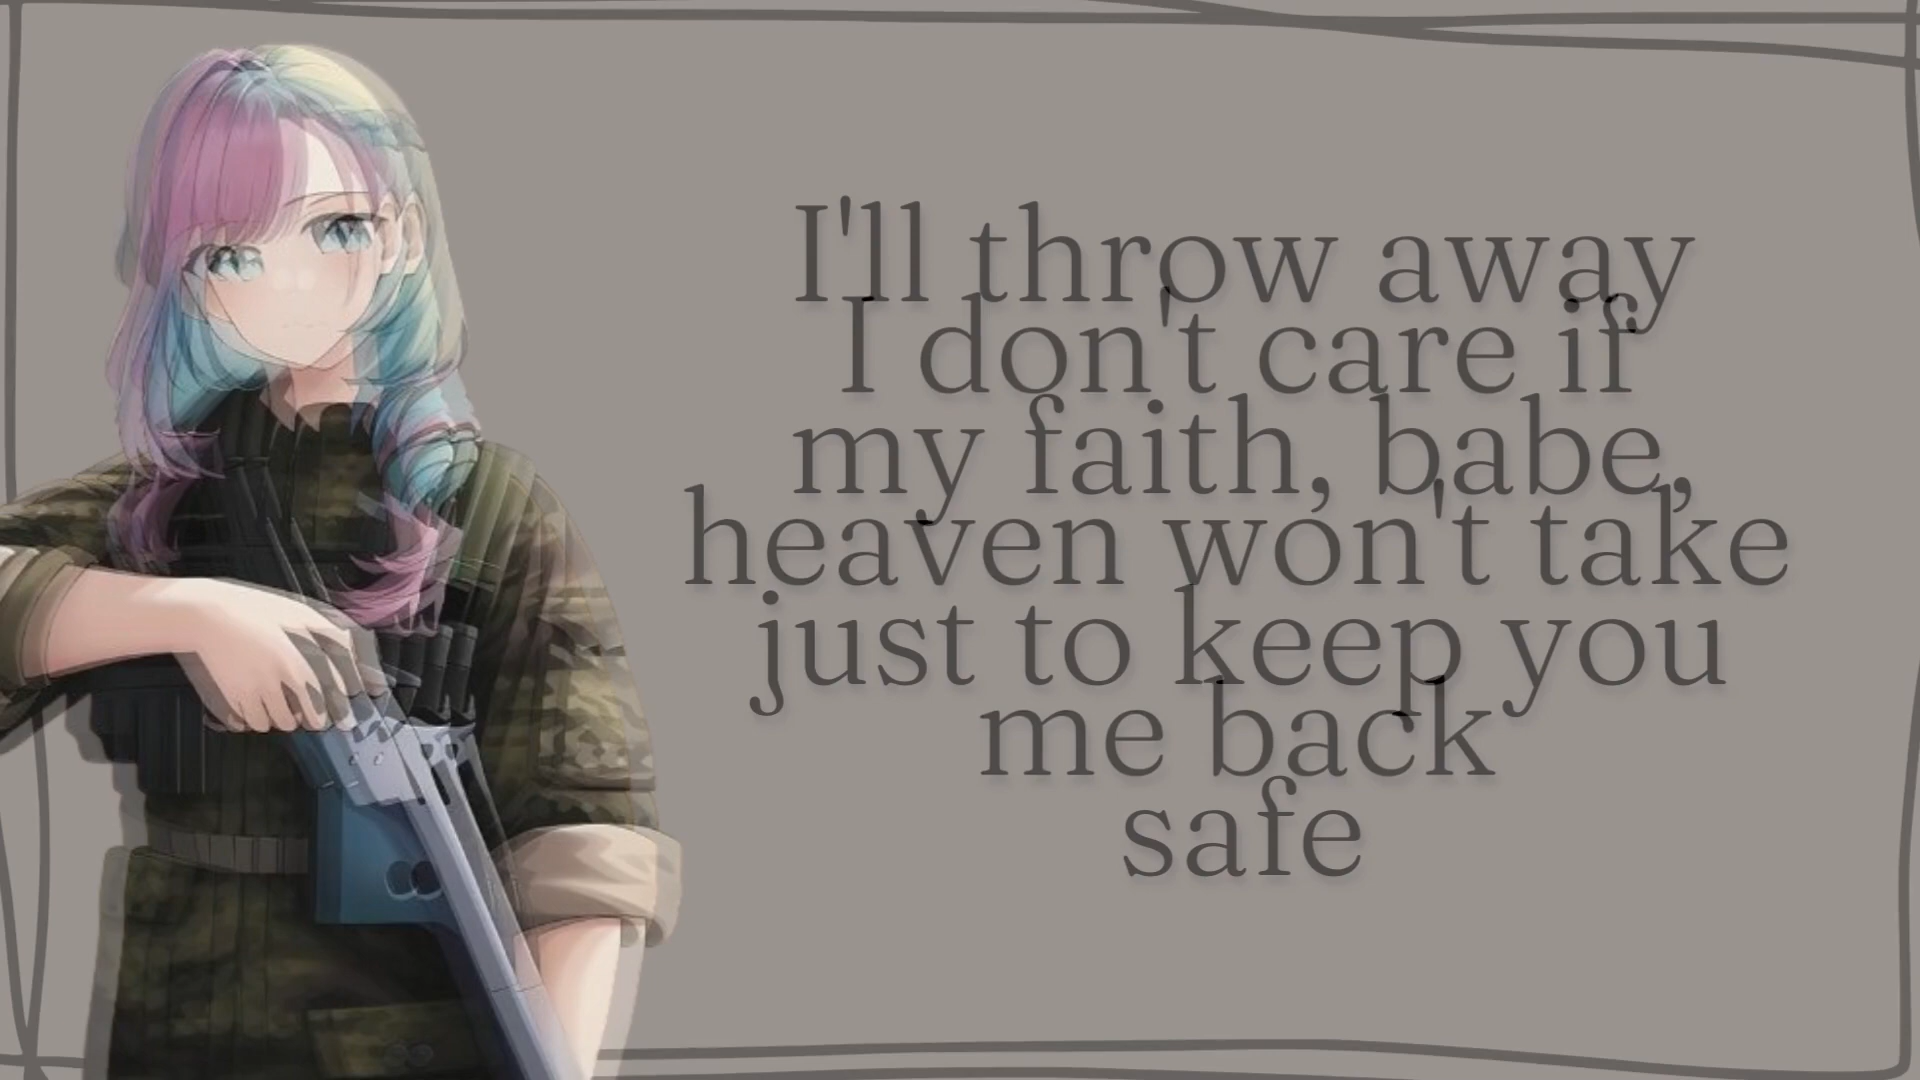 I'll throw away
I don't care if
my faith, babe,
heaven won't take
just to keep you
me back
safe